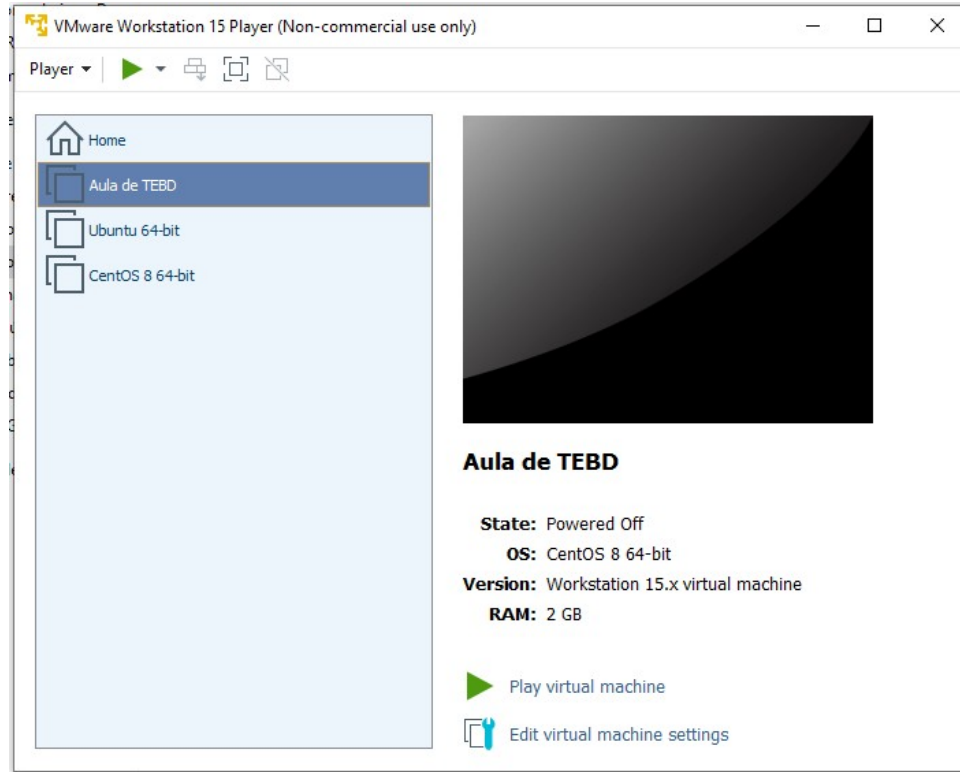 VMware Workstation 15 Player (Non-commercial use only)
Player
Home
Aula de TEBD
Ubuntu 64-bit
CentOS 8 64-bit
Aula de TEBD
State: Powered Off
OS: CentOS 8 64-bit
Version: Workstation 15.x virtual machine
RAM: 2 GB
Play virtual machine
Edit virtual machine settings